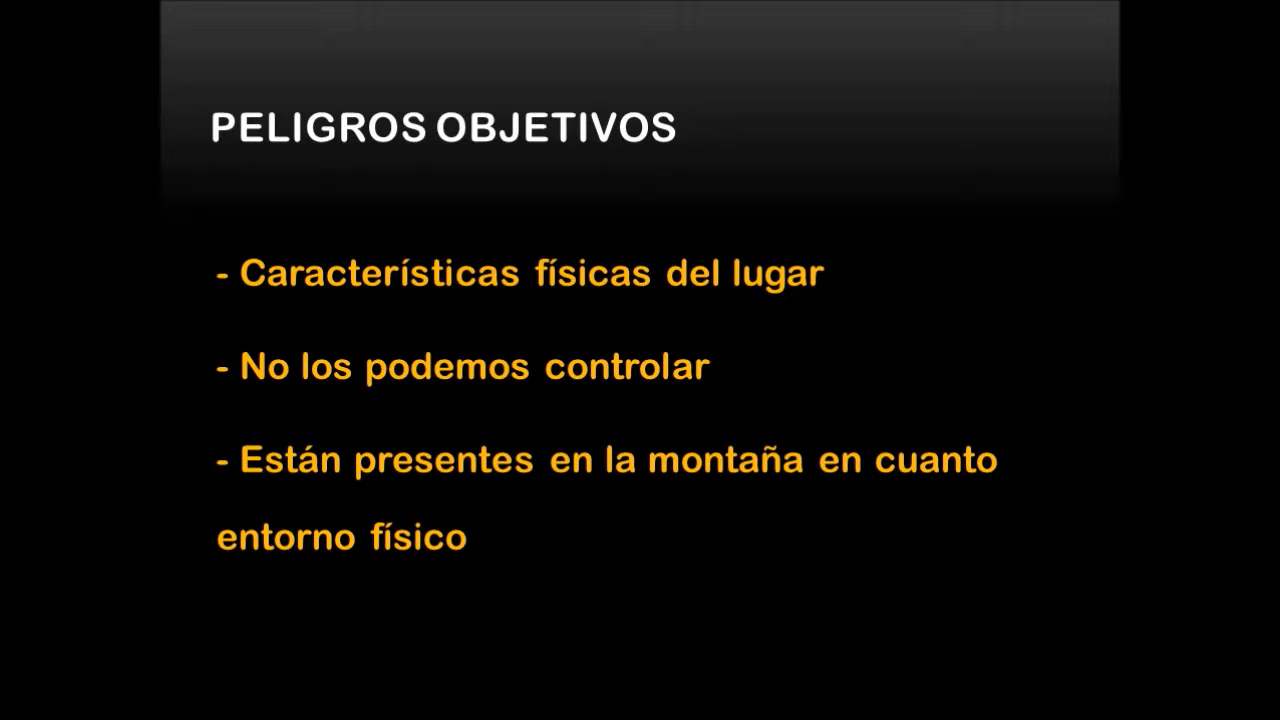 PELIGROS OBJETIVOS
- Características físicas del lugar
- No los podemos controlar
- Están presentes en la montaña en cuanto
entorno físico